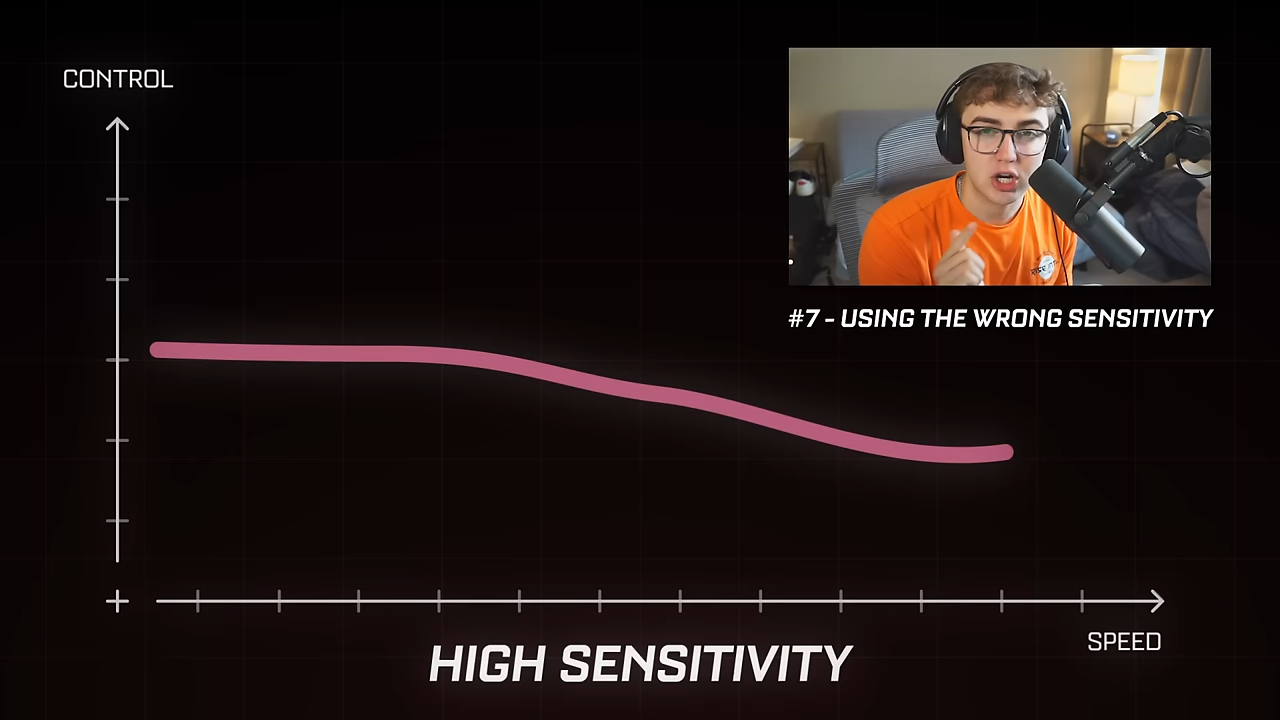 CONTROL
#7 - USING THE WRONG SENSITIVITY
SPEED
HIGH SENSITIVITY